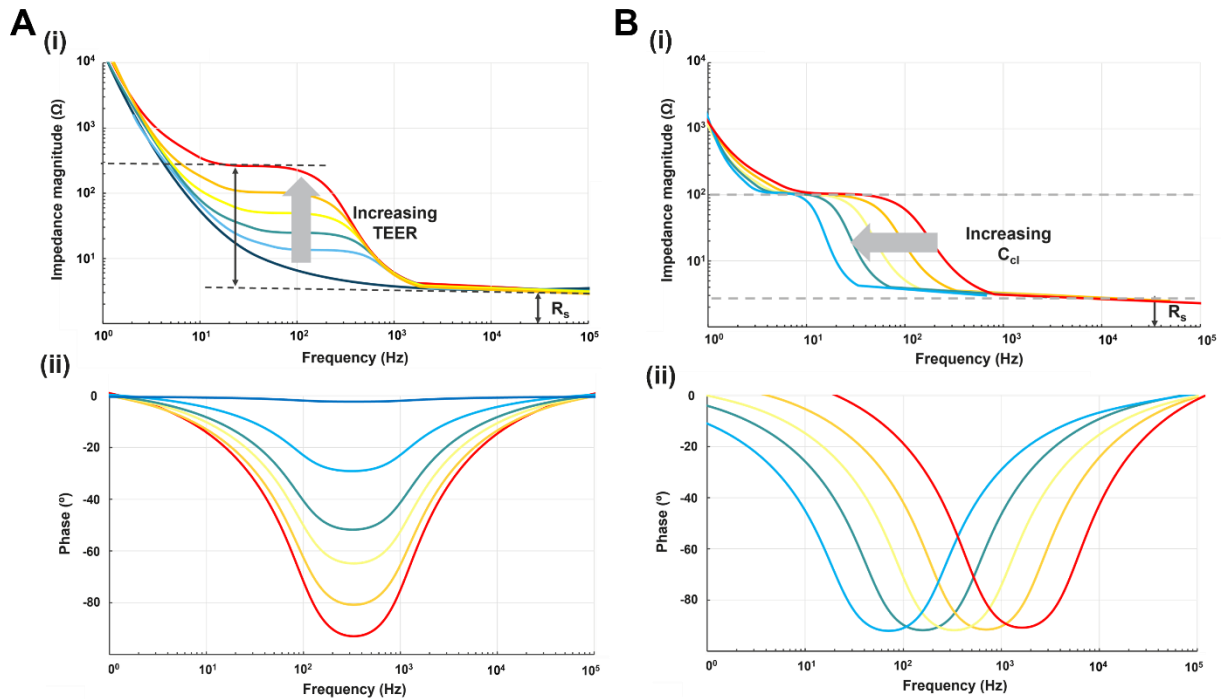 A
(i)
Impedance magnitude (Ω)
10⁴
10³
10²
10¹
10⁰
10¹
10²
10³
10⁴
10⁵
Frequency (Hz)
Increasing
TEER
Rₛ
(ii)
Phase (º)
0
-20
-40
-60
-80
10⁰
10¹
10²
10³
10⁴
10⁵
Frequency (Hz)
B
(i)
Impedance magnitude (Ω)
10⁴
10³
10²
10¹
10⁰
10¹
10²
10³
10⁴
10⁵
Frequency (Hz)
Increasing
C_cl
Rₛ
(ii)
Phase (º)
0
-20
-40
-60
-80
10⁰
10¹
10²
10³
10⁴
10⁵
Frequency (Hz)